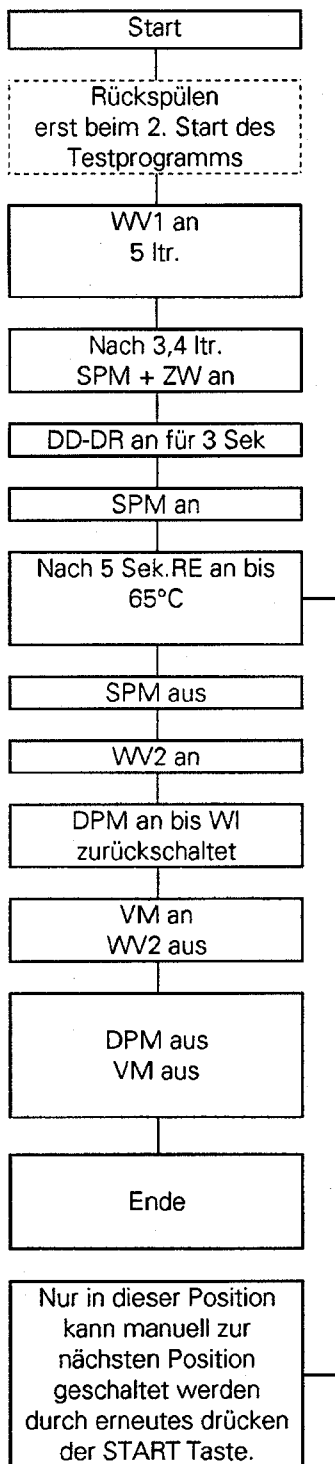 Start
Rückspülen
erst beim 2. Start des
Testprogramms
WV1 an
5 ltr.
Nach 3,4 ltr.
SPM + ZW an
DD-DR an für 3 Sek
SPM an
Nach 5 Sek.RE an bis
65°C
SPM aus
WV2 an
DPM an bis WI
zurückschaltet
VM an
WV2 aus
DPM aus
VM aus
Ende
Nur in dieser Position
kann manuell zur
nächsten Position
geschaltet werden
durch erneutes drücken
der START Taste.